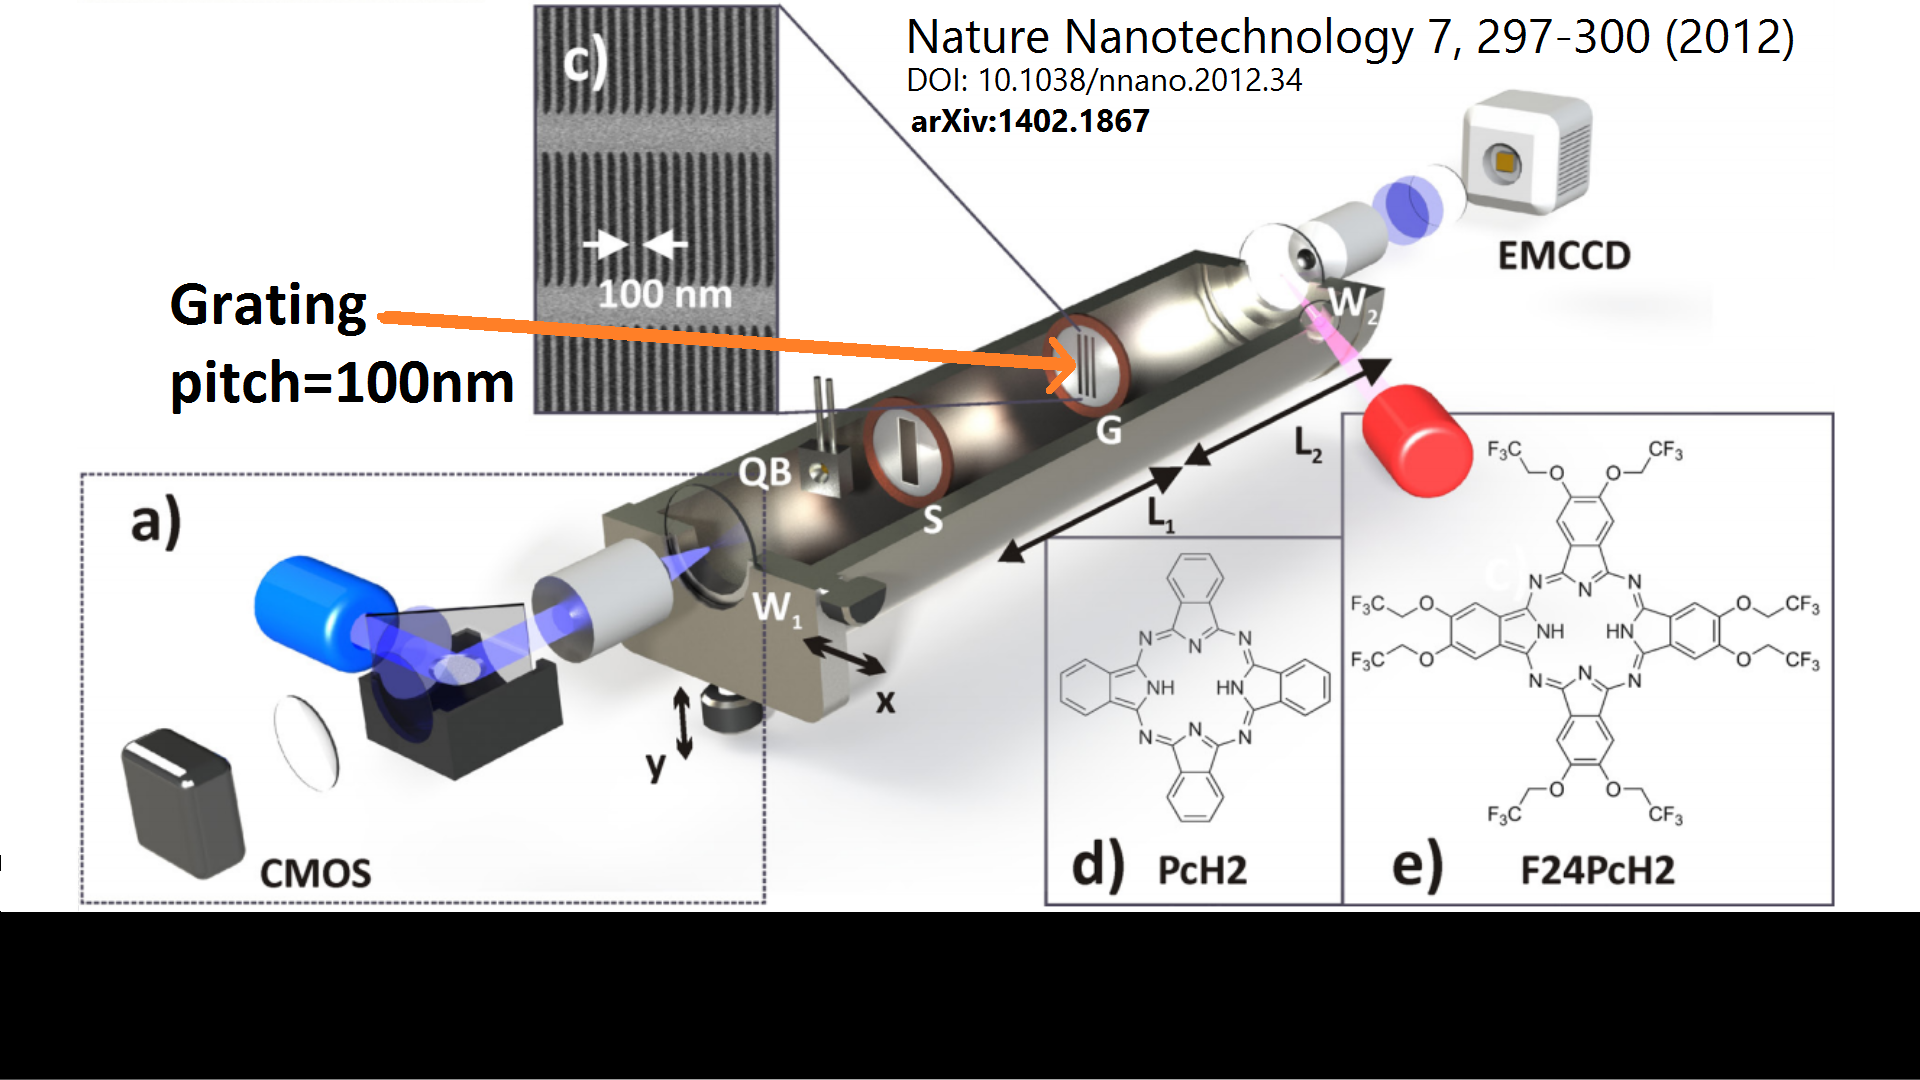 Nature Nanotechnology 7, 297-300 (2012)
DOI: 10.1038/nnano.2012.34
arXiv:1402.1867
c)
100 nm
Grating
pitch=100nm
EMCCD
W2
G
L2
QB
S
L1
a)
W1
x
y
CMOS
N
N
N
NH
HN
N
N
N
d) PcH2
F3C
CF3
O
O
c)
N
N
N
F3C
O
O
CF3
NH
HN
F3C
O
O
CF3
N
N
N
O
O
F3C
CF3
e) F24PcH2